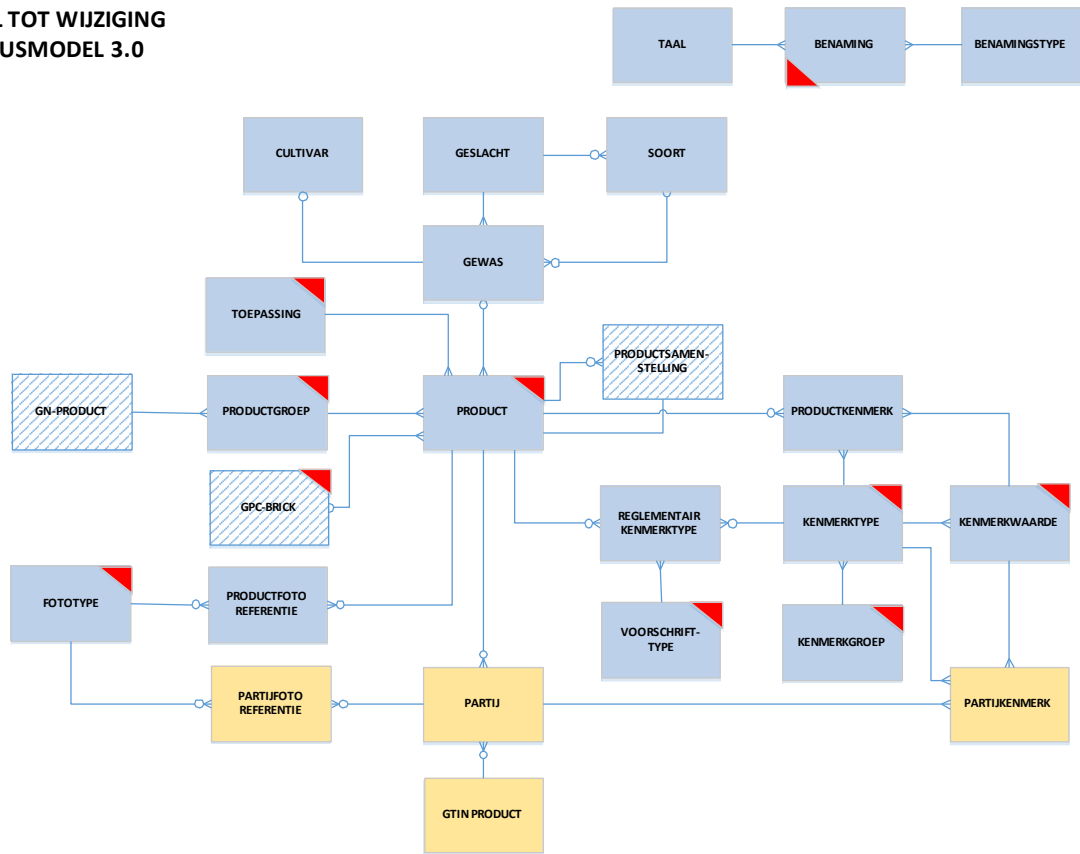 TOT WIJZIGING
USMODEL 3.0
TAAL
BENAMING
BENAMINGSTYPE
CULTIVAR
GESLACHT
SOORT
GEWAS
TOEPASSING
PRODUCTSAMEN-
STELLING
GN-PRODUCT
PRODUCTGROEP
PRODUCT
PRODUCTKENMERK
GPC-BRICK
REGLEMENTAIR
KENMERKTYPE
KENMERKTYPE
KENMERKWAARDE
FOTOTYPE
PRODUCTFOTO
REFERENTIE
VOORSCHRIFT-
TYPE
KENMERKGROEP
PARTIJFOTO
REFERENTIE
PARTIJ
PARTIJKENMERK
GTIN PRODUCT